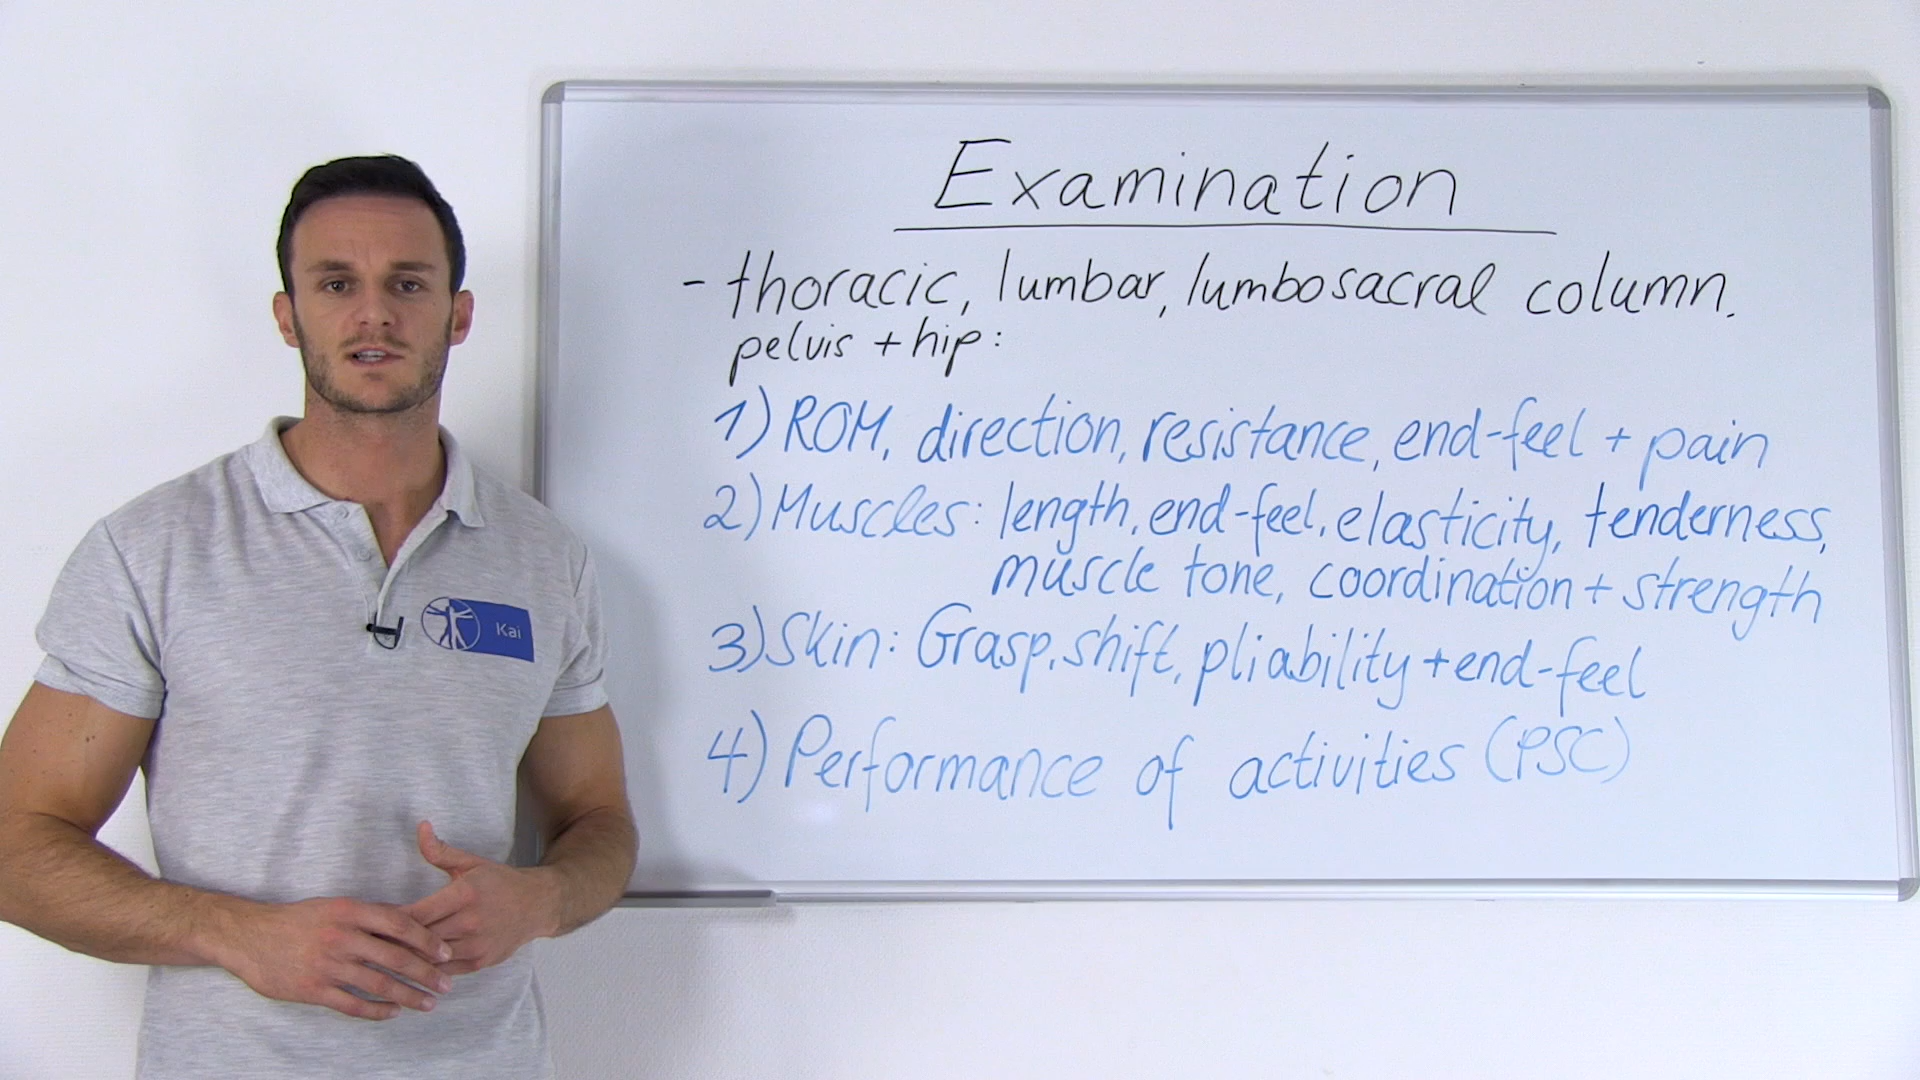 Examination
- thoracic, lumbar, lumbosacral column,
pelvis + hip:
1) ROM, direction, resistance, end-feel + pain
2) Muscles: length, end-feel, elasticity, tenderness,
muscle tone, coordination + strength
3) Skin: Grasp, shift, pliability + end-feel
4) Performance of activities (PSC)
Kai